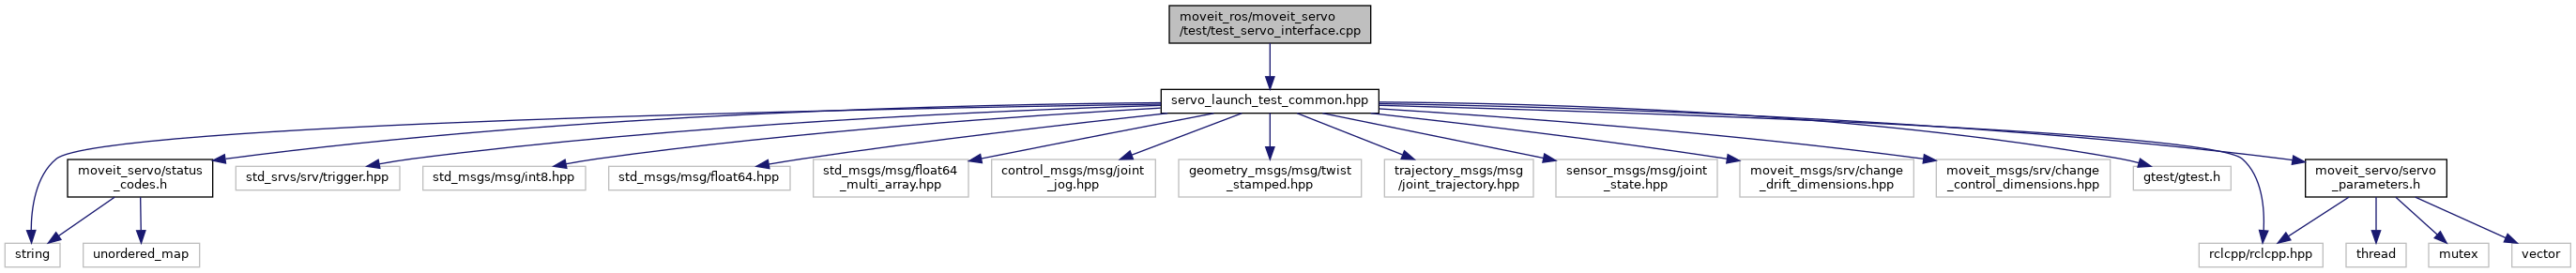 moveit_ros/moveit_servo
/test/test_servo_interface.cpp
servo_launch_test_common.hpp
moveit_servo/status
_codes.h
std_srvs/srv/trigger.hpp
std_msgs/msg/int8.hpp
std_msgs/msg/float64.hpp
std_msgs/msg/float64
_multi_array.hpp
control_msgs/msg/joint
_jog.hpp
geometry_msgs/msg/twist
_stamped.hpp
trajectory_msgs/msg
/joint_trajectory.hpp
sensor_msgs/msg/joint
_state.hpp
moveit_msgs/srv/change
_drift_dimensions.hpp
moveit_msgs/srv/change
_control_dimensions.hpp
gtest/gtest.h
moveit_servo/servo
_parameters.h
string
unordered_map
rclcpp/rclcpp.hpp
thread
mutex
vector